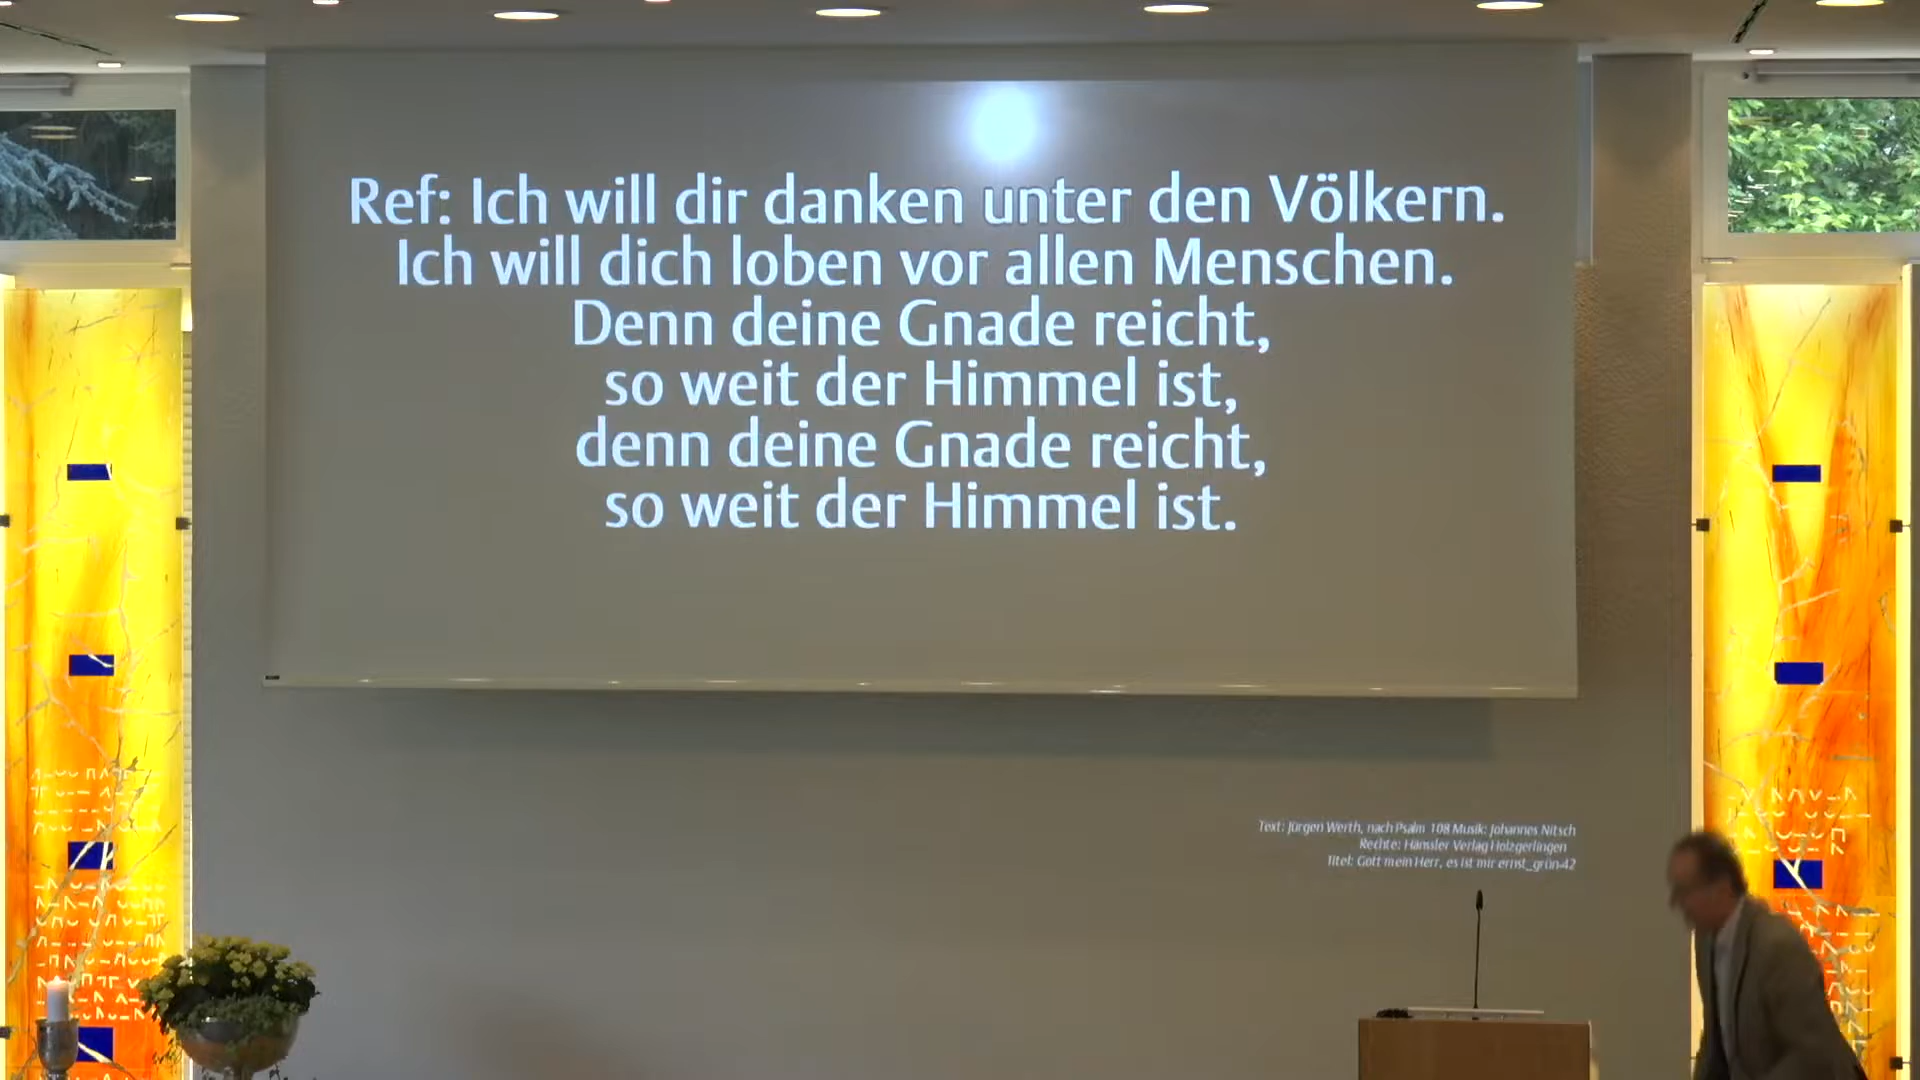 Ref: Ich will dir danken unter den Völkern.
Ich will dich loben vor allen Menschen.
Denn deine Gnade reicht,
so weit der Himmel ist,
denn deine Gnade reicht,
so weit der Himmel ist.
Text: Jürgen Werth, nach Psalm 108 Musik: Johannes Nitsch
Rechte: Hänssler Verlag Holzgerlingen
Titel: Gott mein Herr, es ist mir ernst_grün-42